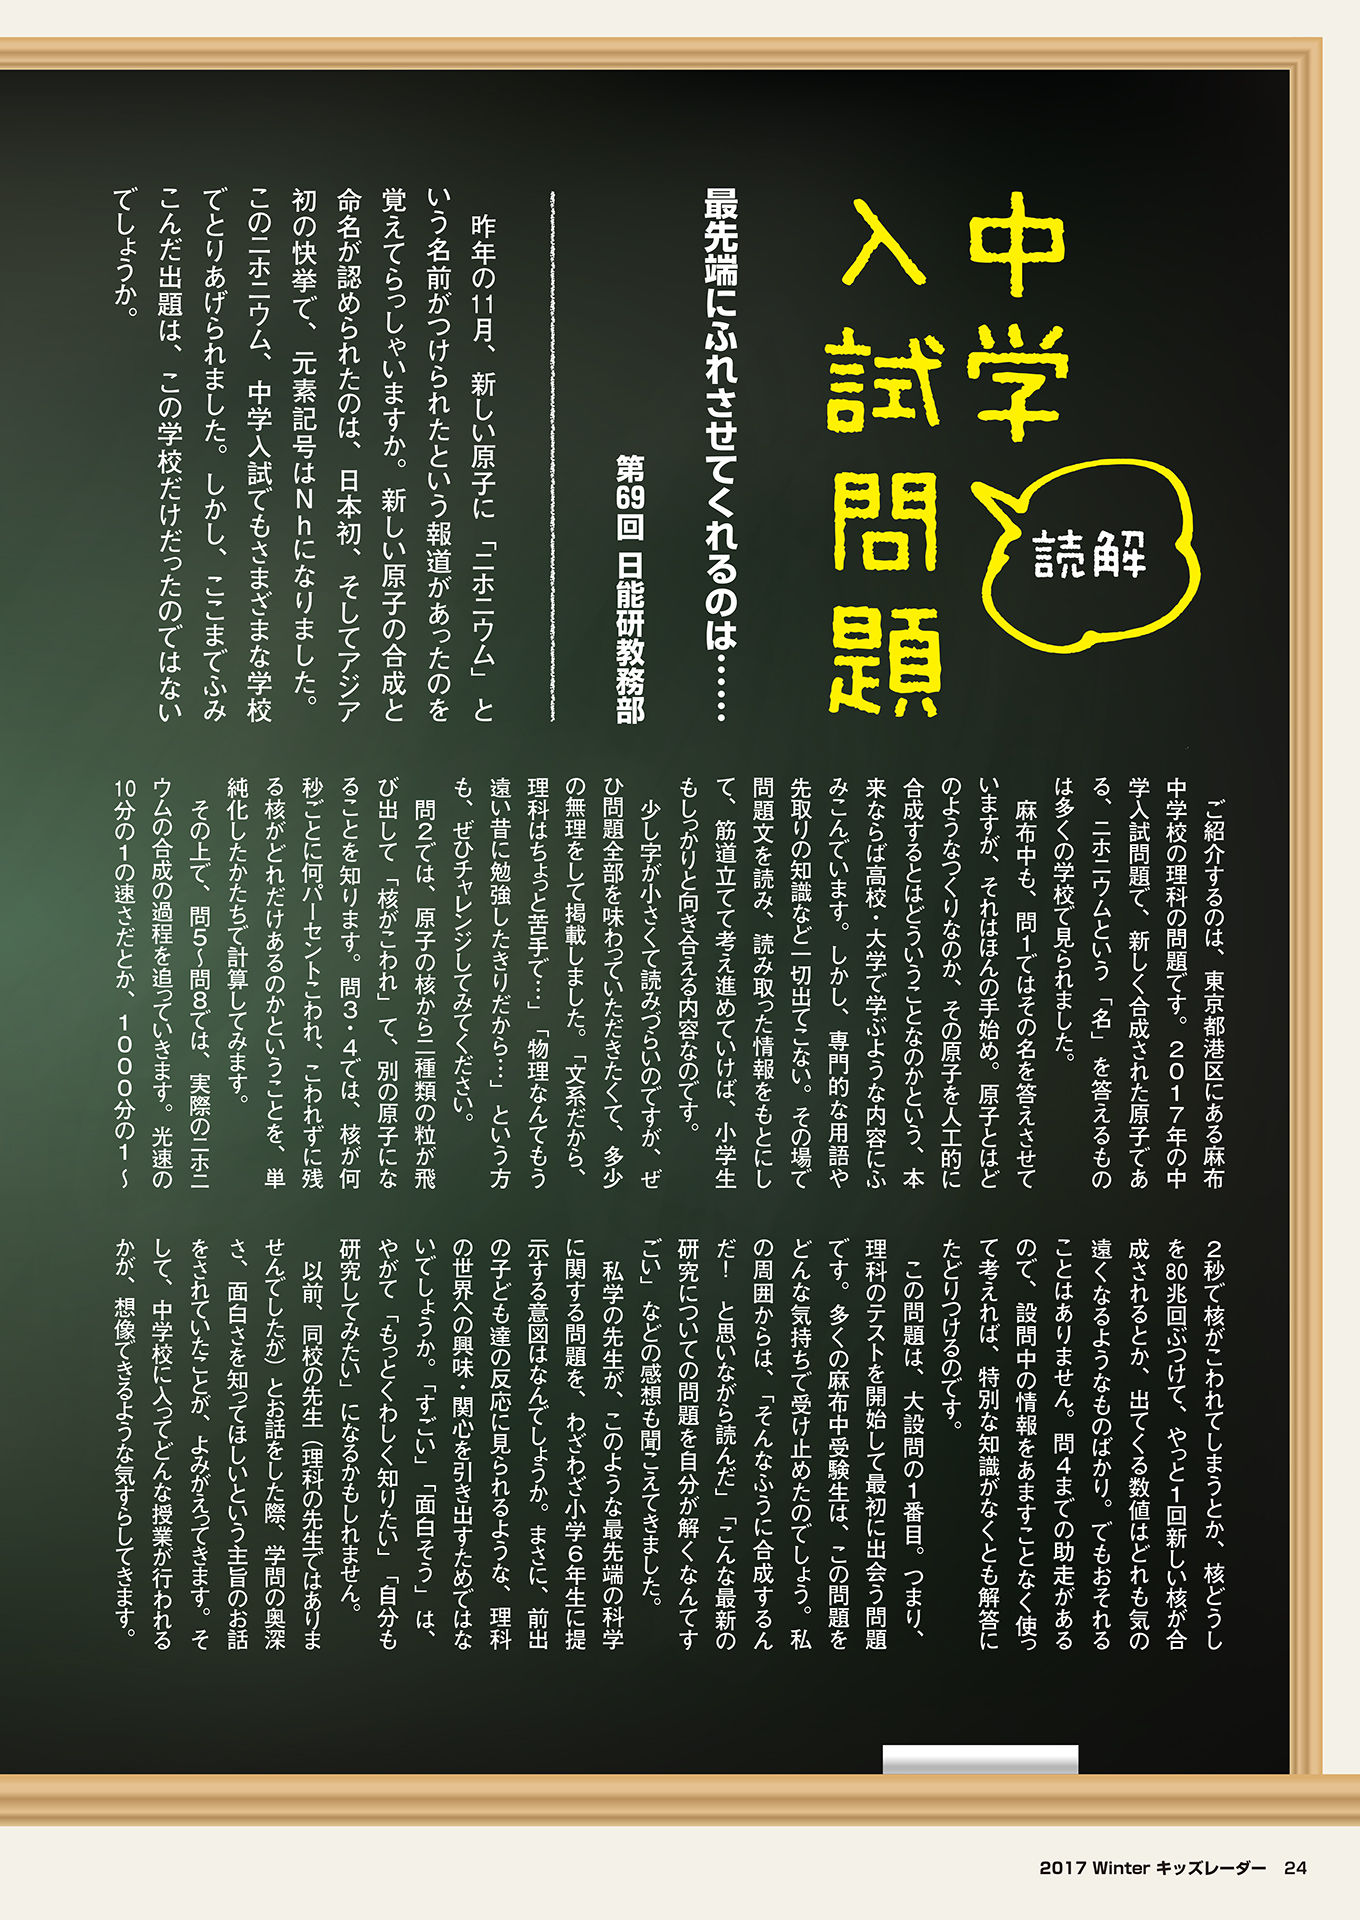 中学
入試問題
読解
最先端にふれさせてくれるのは……
第69回 日能研教務部
昨年の11月、新しい原子に「ニホニウム」と
いう名前がつけられたという報道があったのを
覚えてらっしゃいますか。新しい原子の合成と
命名が認められたのは、日本初、そしてアジア
初の快挙で、元素記号はNhになりました。
このニホニウム、中学入試でもさまざまな学校
でとりあげられました。しかし、ここまでふみ
こんだ出題は、この学校だけだったのではない
でしょうか。
ご紹介するのは、東京都港区にある麻布
中学校の理科の問題です。2017年の中
学入試問題で、新しく合成された原子であ
る、ニホニウムという「名」を答えるもの
は多くの学校で見られました。
麻布中も、問1ではその名を答えさせて
いますが、それはほんの手始め。原子とはど
のようなつくりなのか、その原子を人工的に
合成するとはどういうことなのかという、本
来ならば高校・大学で学ぶような内容にふ
みこんでいます。しかし、専門的な用語や
先取りの知識など一切出てこない。その場で
問題文を読み、読み取った情報をもとにし
て、筋道立てて考え進めていけば、小学生
もしっかりと向き合える内容なのです。
少し字が小さくて読みづらいのですが、ぜ
ひ問題全部を味わっていただきたくて、多少
の無理をして掲載しました。「文系だから、
理科はちょっと苦手で…」「物理なんてもう
遠い昔に勉強したきりだから…」という方
も、ぜひチャレンジしてみてください。
問2では、原子の核から二種類の粒が飛
び出して「核がこわれ」て、別の原子にな
ることを知ります。問3・4では、核が何
秒ごとに何パーセントこわれ、こわれずに残
る核がどれだけあるのかということを、単
純化したかたちで計算してみます。
その上で、問5〜問8では、実際のニホニ
ウムの合成の過程を追っていきます。光速の
10分の1の速さだとか、1000分の1〜
2秒で核がこわれてしまうとか、核どうし
を80兆回ぶつけて、やっと1回新しい核が合
成されるとか、出てくる数値はどれも気の
遠くなるようなものばかり。でもおそれる
ことはありません。問4までの助走がある
ので、設問中の情報をあますことなく使っ
て考えれば、特別な知識がなくとも解答に
たどりつけるのです。
この問題は、大設問の1番目。つまり、
理科のテストを開始して最初に出会う問題
です。多くの麻布中受験生は、この問題を
どんな気持ちで受け止めたのでしょう。私
の周囲からは、「そんなふうに合成するん
だ！ と思いながら読んだ」「こんな最新の
研究についての問題を自分が解くなんてす
ごい」などの感想も聞こえてきました。
私学の先生が、このような最先端の科学
に関する問題を、わざわざ小学6年生に提
示する意図はなんでしょうか。まさに、前出
の子ども達の反応に見られるような、理科
の世界への興味・関心を引き出すためではな
いでしょうか。「すごい」「面白そう」は、
やがて「もっとくわしく知りたい」「自分も
研究してみたい」になるかもしれません。
以前、同校の先生（理科の先生ではありま
せんでしたが）とお話をした際、学問の奥深
さ、面白さを知ってほしいという主旨のお話
をされていたことが、よみがえってきます。そ
して、中学校に入ってどんな授業が行われる
かが、想像できるような気すらしてきます。
2017 Winter キッズレーダー 24